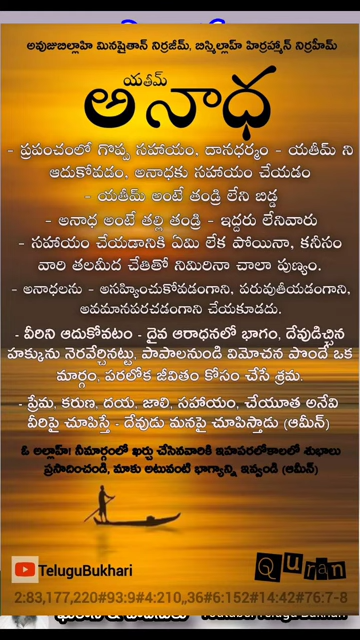 అవుజుబిల్లాహి మినషైతాన్ నిర్రజీమ్, బిస్మిల్లాహ్ హిర్రహ్మాన్ నిర్రహీమ్
యతీమ్
అనాధ
- ప్రపంచంలో గొప్ప సహాయం, దానధర్మం - యతీమ్ ని
ఆదుకోవడం. అనాధకు సహాయం చేయడం
- యతీమ్ అంటే తండ్రి లేని బిడ్డ
- అనాధ అంటే తల్లి తండ్రి - ఇద్దరు లేనివారు
- సహాయం చేయడానికి ఏమి లేక పోయినా, కనీసం
వారి తలమీద చేతితో నిమిరినా చాలా పుణ్యం.
- అనాధలను - అసహ్యించుకోవడంగాని, పరువుతీయడంగాని,
అవమానపరచడంగాని చేయకూడదు.
- వీరిని ఆదుకోవటం - దైవ ఆరాధనలో భాగం, దేవుడిచ్చిన
హక్కును నెరవేర్చినట్టు, పాపాలనుండి విమోచన పొందే ఒక
మార్గం, పరలోక జీవితం కోసం చేసే శ్రమ.
- ప్రేమ, కరుణ, దయ, జాలి, సహాయం, చేయూత అనేవి
వీరిపై చూపిస్తే - దేవుడు మనపై చూపిస్తాడు (ఆమీన్)
ఓ అల్లాహ్! నీమార్గంలో ఖర్చు చేసేవారికి ఇహపరలోకాలలో శుభాలు
ప్రసాదించండి, మాకు అటువంటి భాగ్యాన్ని ఇవ్వండి (ఆమీన్)
TeluguBukhari
Quran
2:83,177,220#93:9#4:210,,36#6:152#14:42#76:7-8